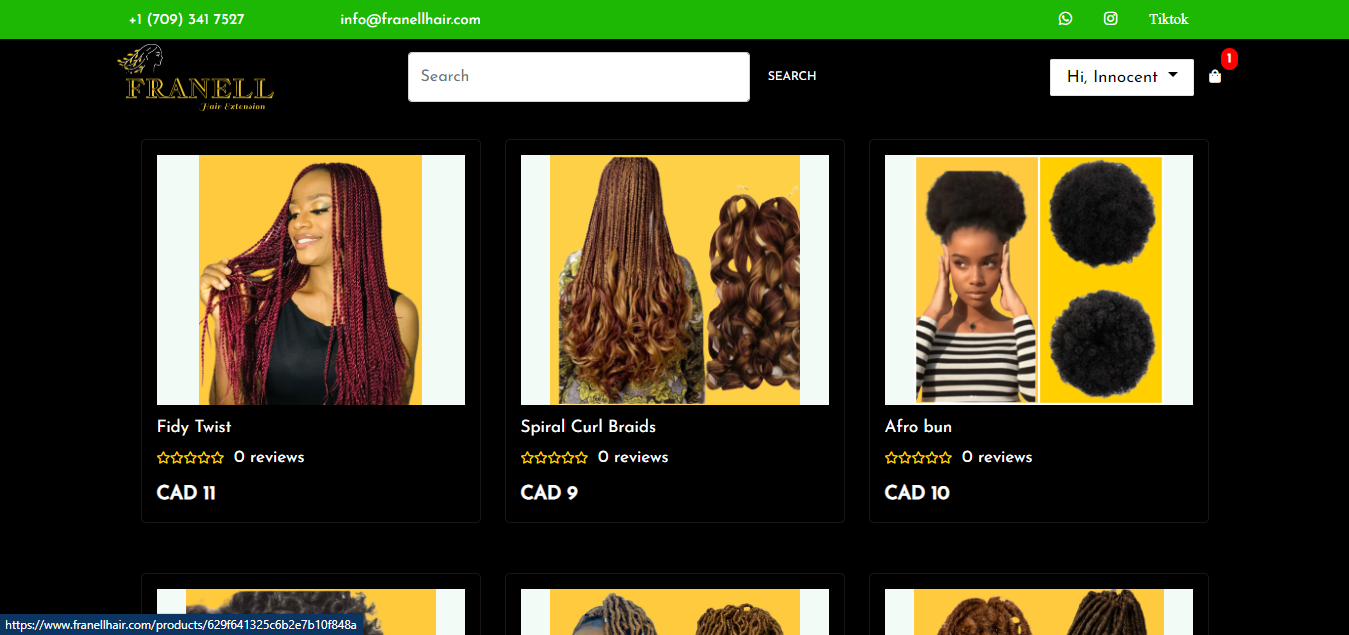 +1 (709) 341 7527 info@franellhair.com Tiktok
FRANELL
Hair Extension
Search SEARCH Hi, Innocent 1
Fidy Twist Spiral Curl Braids Afro bun
0 reviews 0 reviews 0 reviews
CAD 11 CAD 9 CAD 10
https://www.franellhair.com/products/629f641325c6b2e7b10f848a